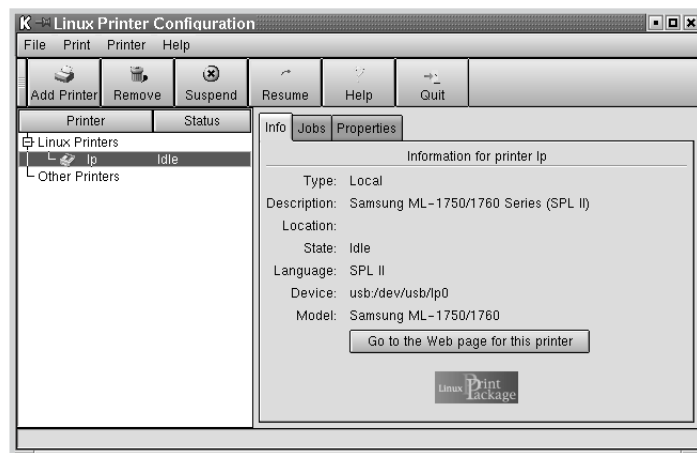 Linux Printer Configuration
File Print Printer Help
Add Printer Remove Suspend Resume Help Quit
Printer Status
Linux Printers
lp Idle
Other Printers
Info Jobs Properties
Information for printer lp
Type: Local
Description: Samsung ML-1750/1760 Series (SPL II)
Location:
State: Idle
Language: SPL II
Device: usb:/dev/usb/lp0
Model: Samsung ML-1750/1760
Go to the Web page for this printer
Linux Print Package